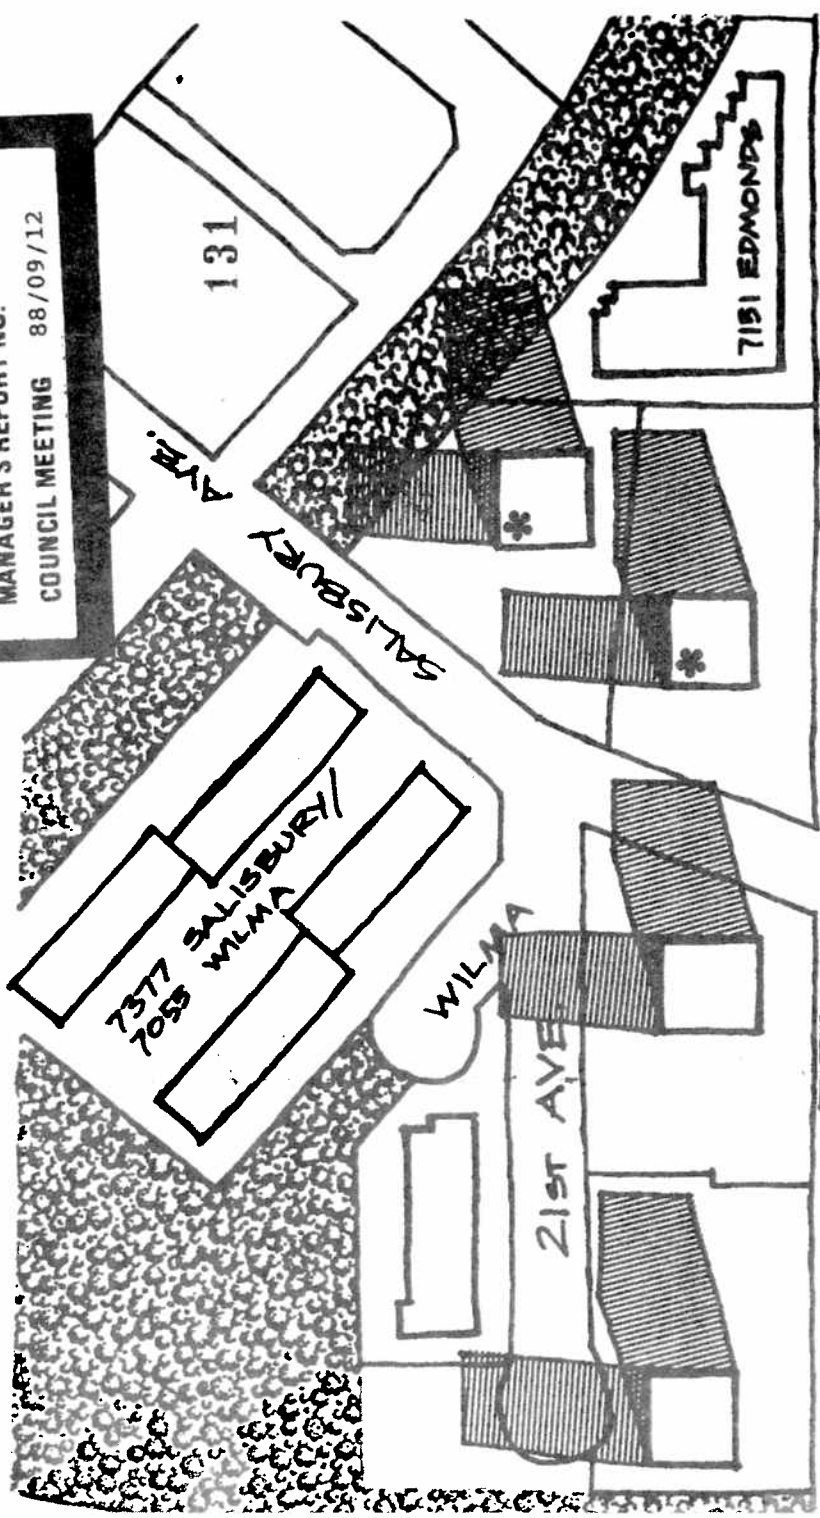 MANAGER'S REPORT NO.
COUNCIL MEETING 88/09/12
131
SALISBURY AVE.
7131 EDMONDS
7377 SALISBURY/
7055 WILMA
WILMA
21ST AVE.